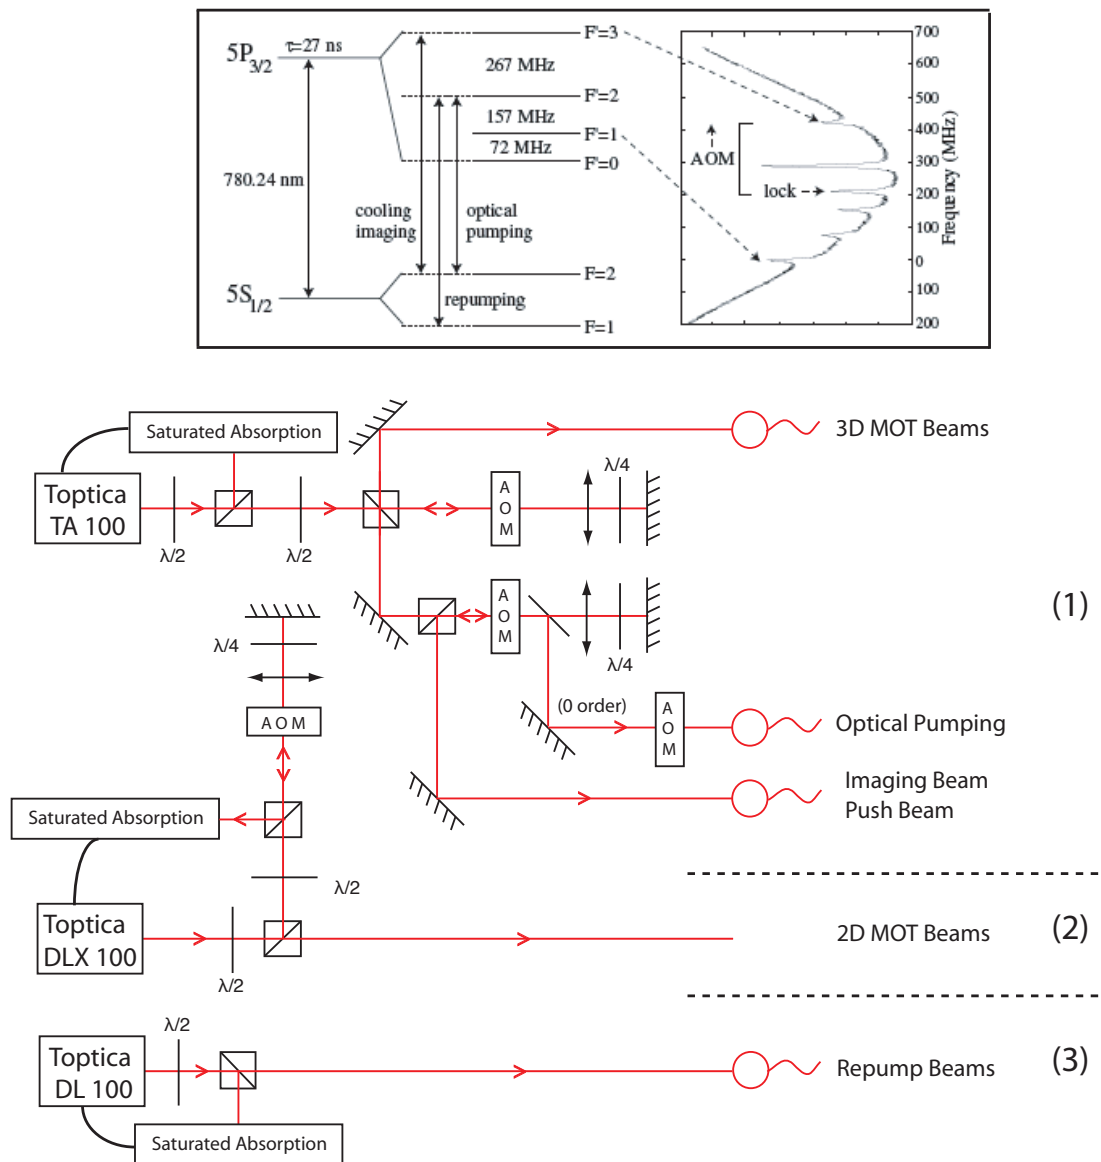 5P3/2
τ=27 ns
780.24 nm
5S1/2
F'=3
267 MHz
F'=2
157 MHz
F'=1
72 MHz
F'=0
cooling
imaging
optical
pumping
repumping
F=2
F=1
AOM
lock
700
600
500
400
300
200
100
0
100
200
Frequency (MHz)
Saturated Absorption
Toptica
TA 100
λ/2
λ/2
AOM
λ/4
3D MOT Beams
AOM
λ/4
(1)
λ/4
AOM
(0 order)
AOM
Optical Pumping
Imaging Beam
Push Beam
Saturated Absorption
λ/2
Toptica
DLX 100
λ/2
2D MOT Beams
(2)
λ/2
Toptica
DL 100
Repump Beams
(3)
Saturated Absorption